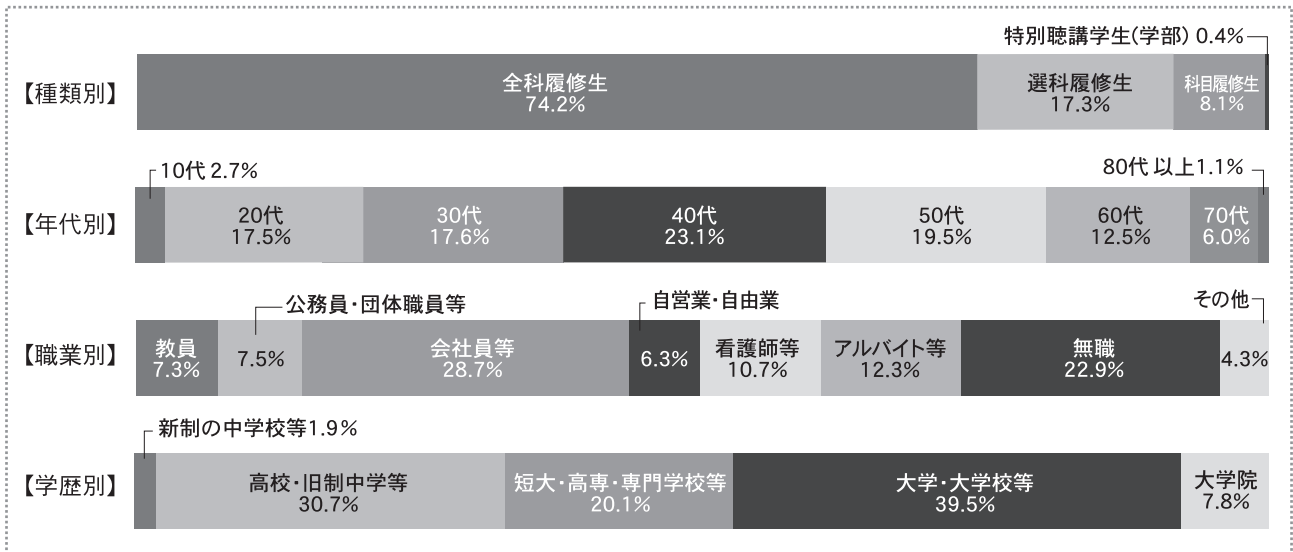 特別聴講学生(学部) 0.4%
【種類別】
全科履修生
74.2%
選科履修生
17.3%
科目履修生
8.1%
10代 2.7%
80代 以上1.1%
【年代別】
20代
17.5%
30代
17.6%
40代
23.1%
50代
19.5%
60代
12.5%
70代
6.0%
公務員・団体職員等
自営業・自由業
その他
【職業別】
教員
7.3%
7.5%
会社員等
28.7%
6.3%
看護師等
10.7%
アルバイト等
12.3%
無職
22.9%
4.3%
新制の中学校等1.9%
【学歴別】
高校・旧制中学等
30.7%
短大・高専・専門学校等
20.1%
大学・大学校等
39.5%
大学院
7.8%